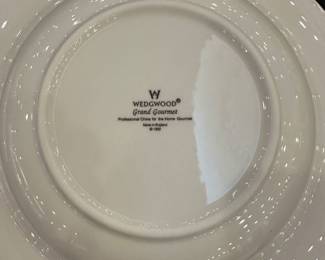 W
WEDGWOOD®
Grand Gourmet
Professional China for the Home Gourmet
Made in England